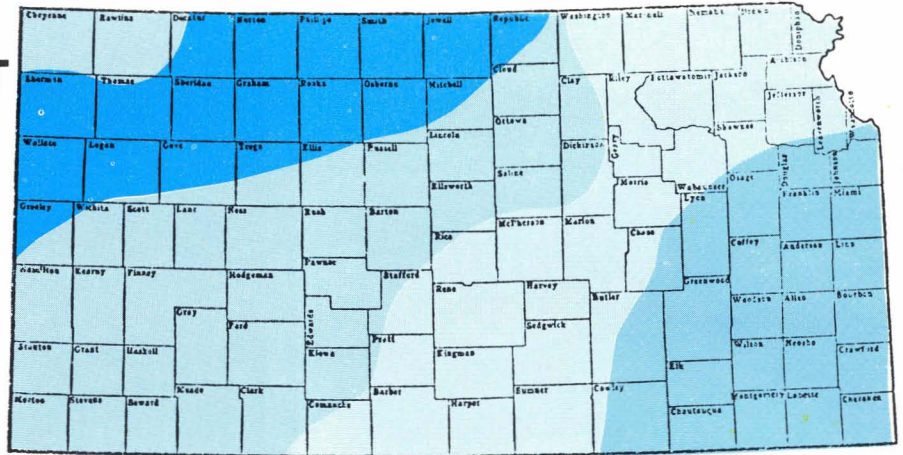 Cheyenne Rawlins Decatur Norton Phillips Smith Jewell Republic Washington Marshall Nemaha Brown Doniphan
Sherman Thomas Sheridan Graham Rooks Osborne Mitchell Cloud Clay Riley Pottawatomie Jackson Atchison
Jefferson Leavenworth Wyandotte
Wallace Logan Gove Trego Ellis Russell Lincoln Ottawa Dickinson Geary Shawnee
Ellsworth Saline Morris Wabaunsee Osage Douglas Johnson
Greeley Wichita Scott Lane Ness Rush Barton Rice McPherson Marion Chase Lyon Franklin Miami
Hamilton Kearny Finney Hodgeman Pawnee Stafford Coffey Anderson Linn
Gray Ford Edwards Reno Harvey Butler Greenwood Woodson Allen Bourbon
Stanton Grant Haskell Kiowa Pratt Kingman Sedgwick Elk Wilson Neosho Crawford
Morton Stevens Seward Meade Clark Comanche Barber Harper Sumner Cowley Chautauqua Montgomery Labette Cherokee